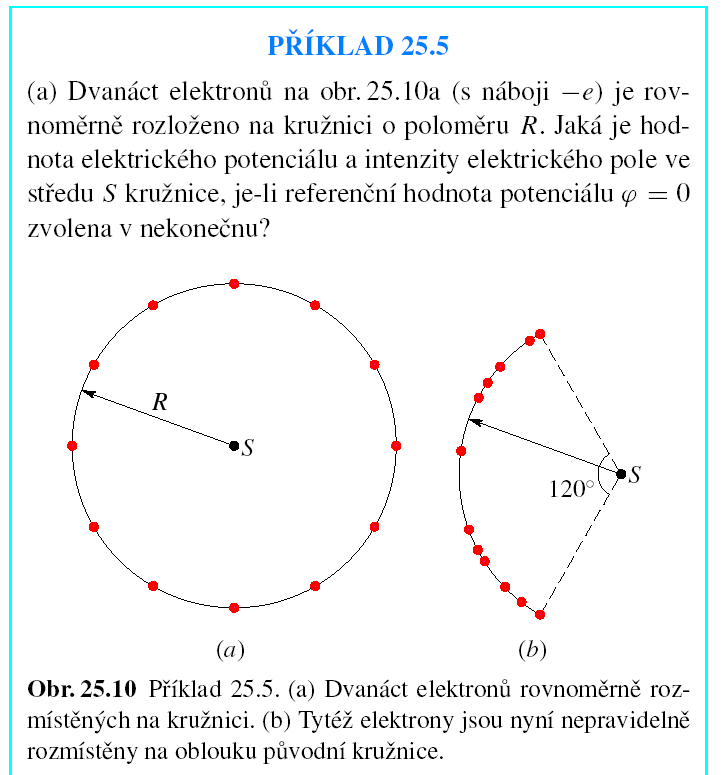 PŘÍKLAD 25.5
(a) Dvanáct elektronů na obr. 25.10a (s náboji −e) je rov-
noměrně rozloženo na kružnici o poloměru R. Jaká je hod-
nota elektrického potenciálu a intenzity elektrického pole ve
středu S kružnice, je-li referenční hodnota potenciálu φ = 0
zvolena v nekonečnu?
R
S
S
120°
(a)
(b)
Obr. 25.10 Příklad 25.5. (a) Dvanáct elektronů rovnoměrně roz-
místěných na kružnici. (b) Tytéž elektrony jsou nyní nepravidelně
rozmístěny na oblouku původní kružnice.